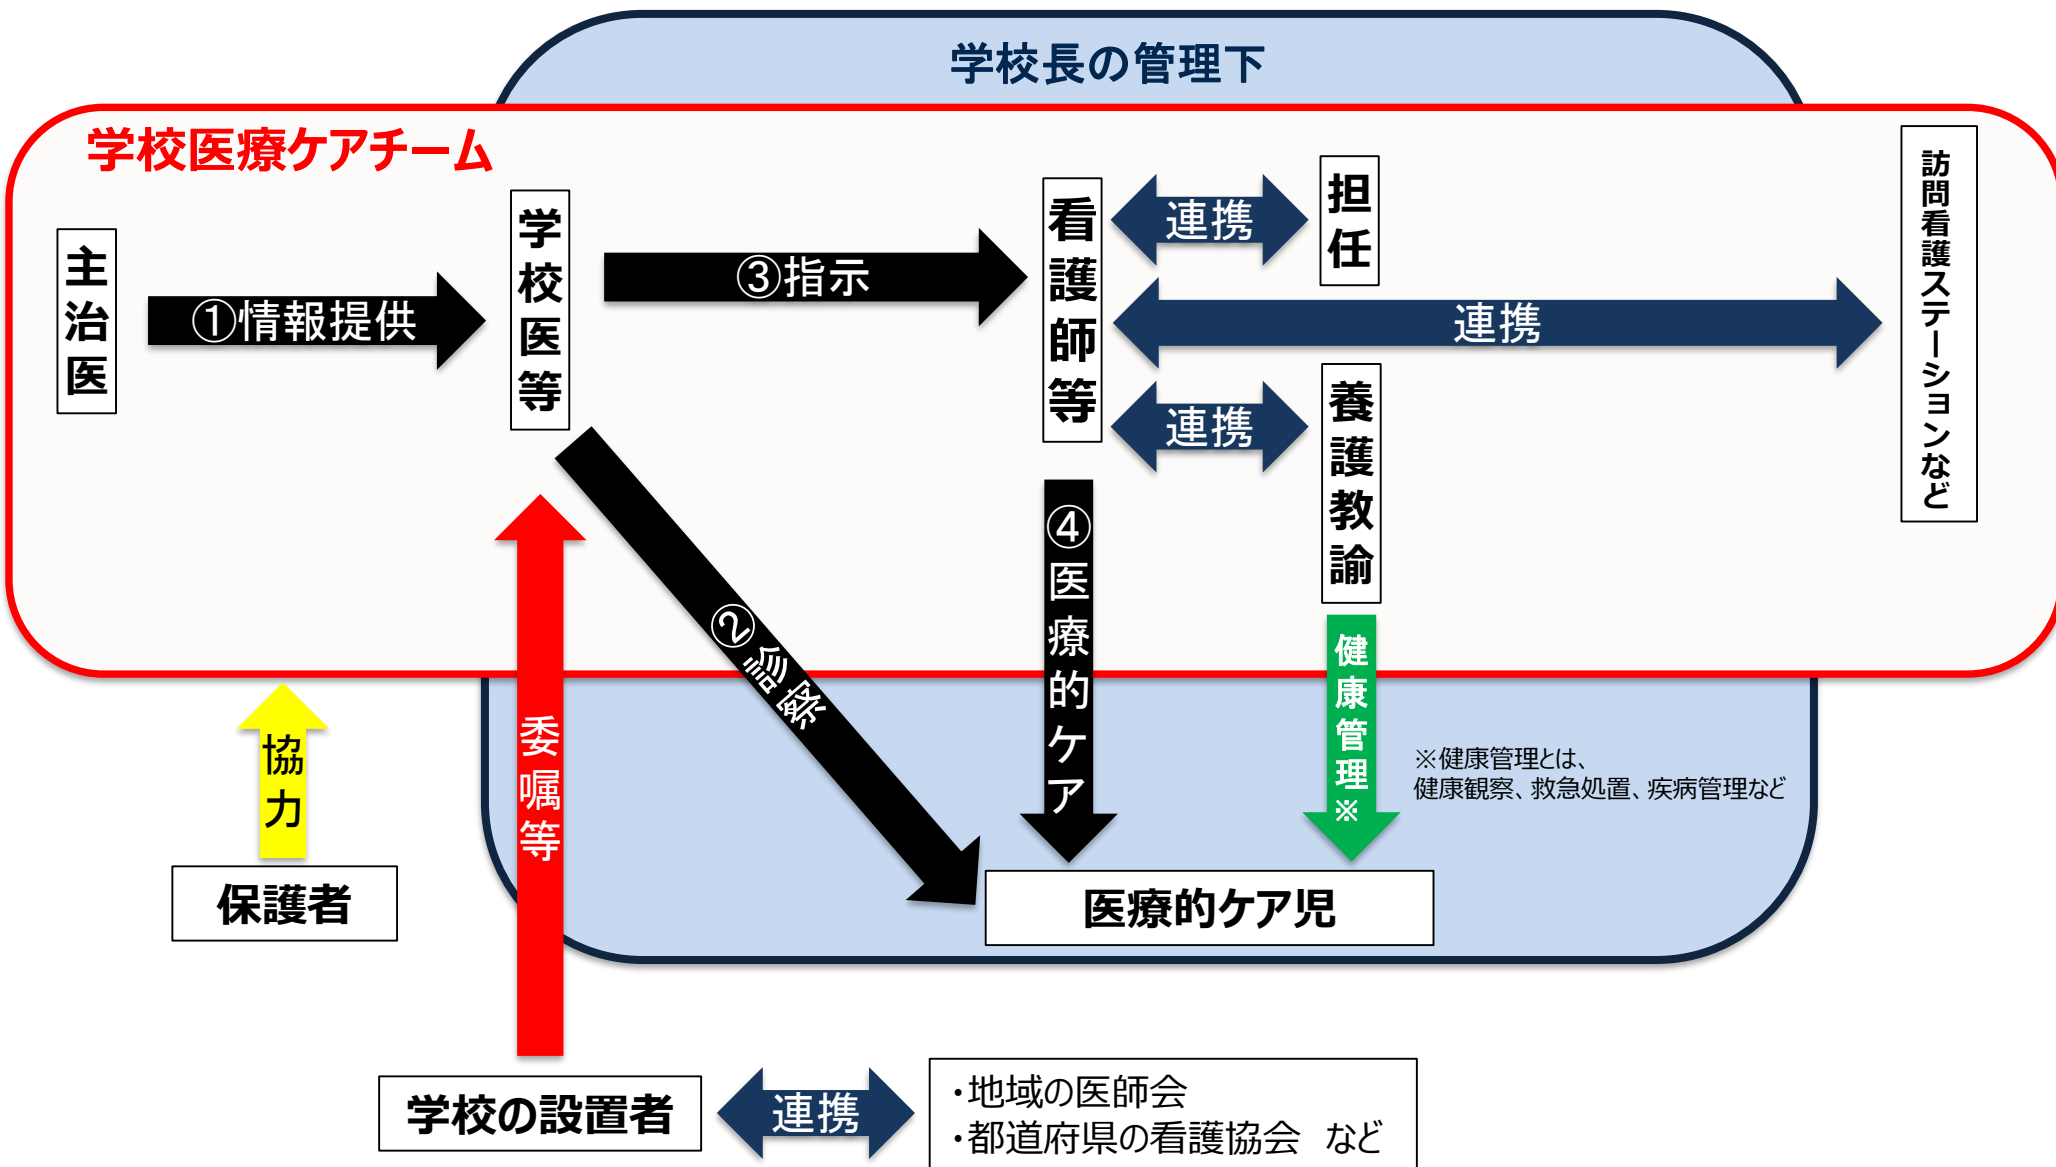 学校長の管理下
学校医療ケアチーム
主治医
①情報提供
学校医等
③指示
看護師等
連携
担任
連携
訪問看護ステーションなど
連携
養護教諭
②診察
④医療的ケア
健康管理※
※健康管理とは、
健康観察、救急処置、疾病管理など
協力
保護者
委嘱等
医療的ケア児
学校の設置者
連携
・地域の医師会
・都道府県の看護協会　など